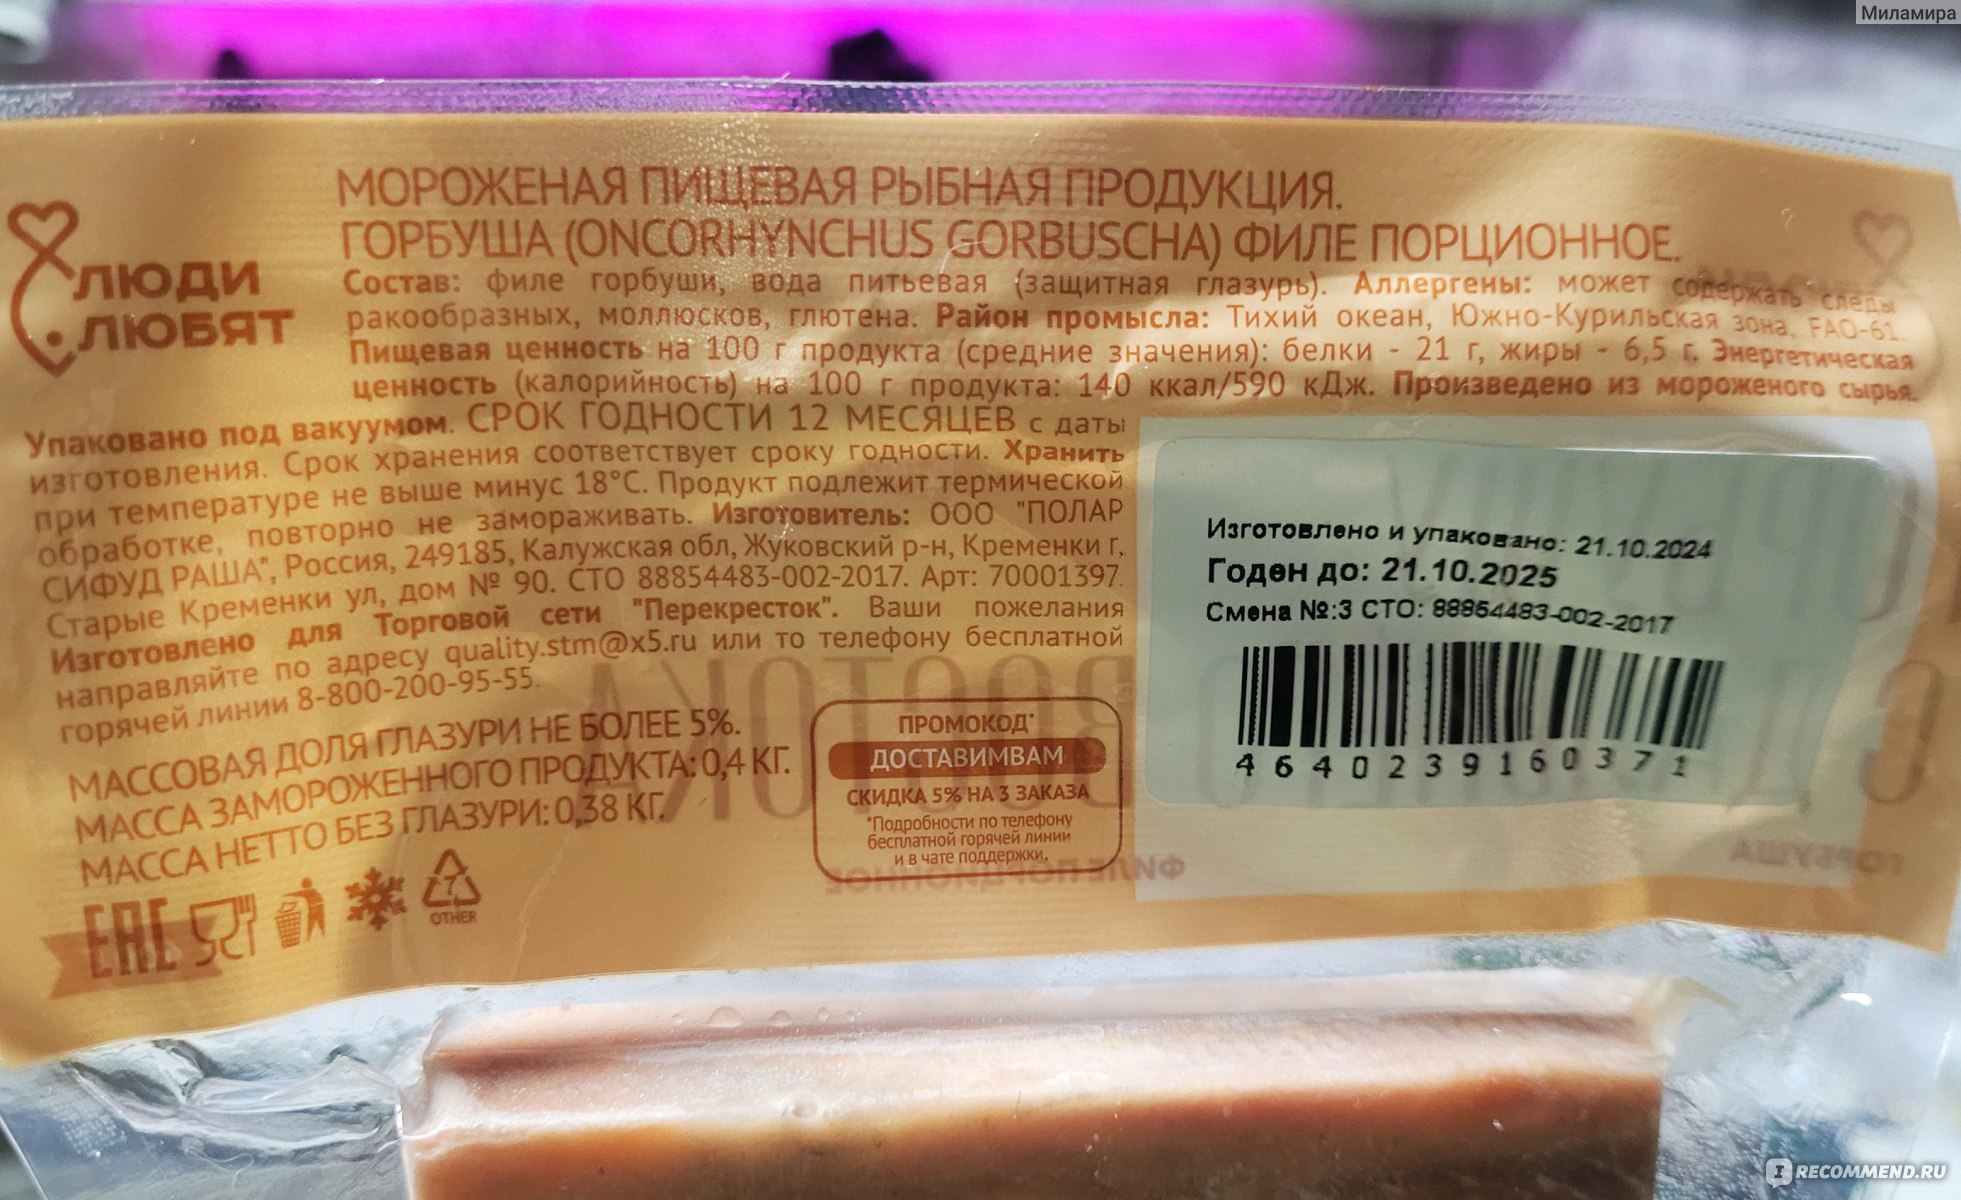 Миламира
МОРОЖЕНАЯ ПИЩЕВАЯ РЫБНАЯ ПРОДУКЦИЯ.
ГОРБУША (ONCORHYNCHUS GORBUSCHA) ФИЛЕ ПОРЦИОННОЕ.
ЛЮДИ
ЛЮБЯТ
Состав: филе горбуши, вода питьевая (защитная глазурь). Аллергены: может содержать следы
ракообразных, моллюсков, глютена. Район промысла: Тихий океан, Южно-Курильская зона, FAO-61.
Пищевая ценность на 100 г продукта (средние значения): белки - 21 г, жиры - 6,5 г. Энергетическая
ценность (калорийность) на 100 г продукта: 140 ккал/590 кДж. Произведено из мороженого сырья.
Упаковано под вакуумом. СРОК ГОДНОСТИ 12 МЕСЯЦЕВ с даты
изготовления. Срок хранения соответствует сроку годности. Хранить
при температуре не выше минус 18°С. Продукт подлежит термической
обработке, повторно не замораживать. Изготовитель: ООО "ПОЛАР
СИФУД РАША", Россия, 249185, Калужская обл, Жуковский р-н, Кременки г,
Старые Кременки ул, дом № 90. СТО 88854483-002-2017. Арт: 70001397.
Изготовлено для Торговой сети "Перекресток". Ваши пожелания
направляйте по адресу quality.stm@x5.ru или то телефону бесплатной
горячей линии 8-800-200-95-55.
МАССОВАЯ ДОЛЯ ГЛАЗУРИ НЕ БОЛЕЕ 5%.
МАССА ЗАМОРОЖЕННОГО ПРОДУКТА: 0,4 КГ.
МАССА НЕТТО БЕЗ ГЛАЗУРИ: 0,38 КГ.
EAC
7
OTHER
ПРОМОКОД*
ДОСТАВИМВАМ
СКИДКА 5% НА 3 ЗАКАЗА
*Подробности по телефону
бесплатной горячей линии
и в чате поддержки.
Изготовлено и упаковано: 21.10.2024
Годен до: 21.10.2025
Смена №:3 СТО: 88854483-002-2017
4640239160371
ВОСТОКА
ФИЛЕ ПОРЦИОННОЕ
ГОРБУША
RECOMMEND.RU